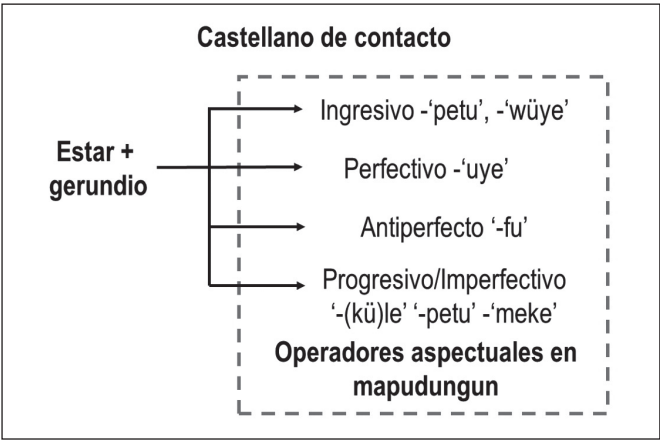 Castellano de contacto
Estar +
gerundio
Ingresivo -‘petu’, -‘wüye’
Perfectivo -‘uye’
Antiperfecto ‘-fu’
Progresivo/Imperfectivo
‘-(kü)le’ ‘-petu’ -‘meke’
Operadores aspectuales en
mapudungun